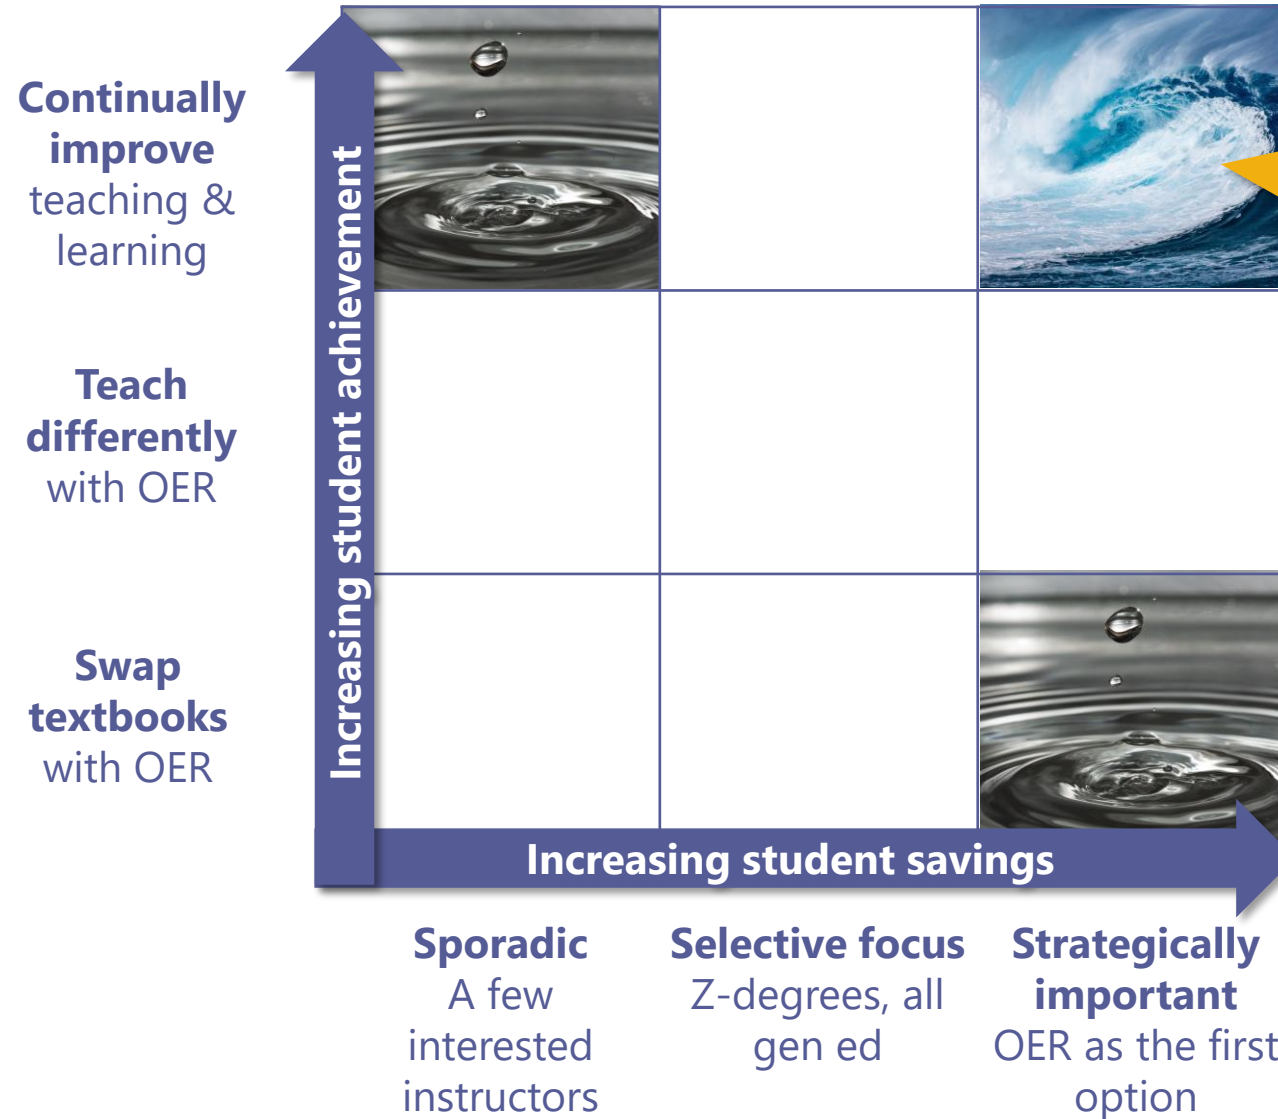 Continually
improve
teaching &
learning
Teach
differently
with OER
Swap
textbooks
with OER
Increasing student achievement
Increasing student savings
Sporadic
A few
interested
instructors
Selective focus
Z-degrees, all
gen ed
Strategically
important
OER as the first
option